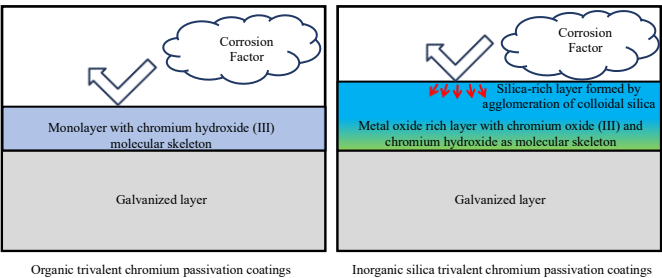 Corrosion
Factor
Monolayer with chromium hydroxide (III)
molecular skeleton
Galvanized layer
Organic trivalent chromium passivation coatings
Corrosion
Factor
Silica-rich layer formed by
agglomeration of colloidal silica
Metal oxide rich layer with chromium oxide (III) and
chromium hydroxide as molecular skeleton
Galvanized layer
Inorganic silica trivalent chromium passivation coatings